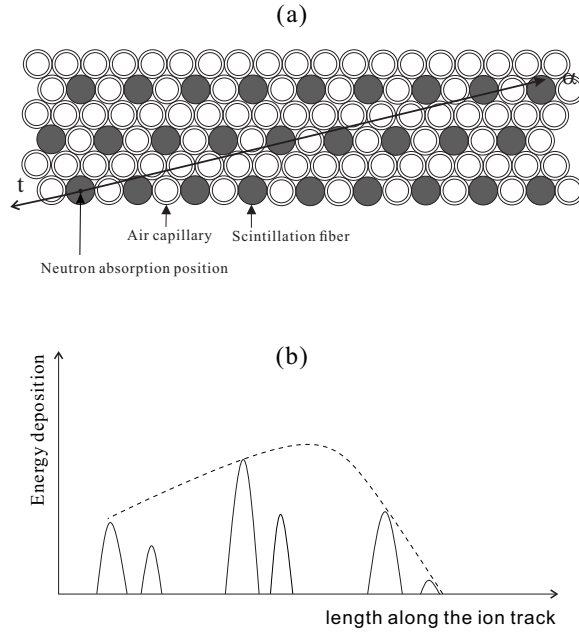 (a)
α
t
Air capillary
Scintillation fiber
Neutron absorption position
(b)
Energy deposition
length along the ion track